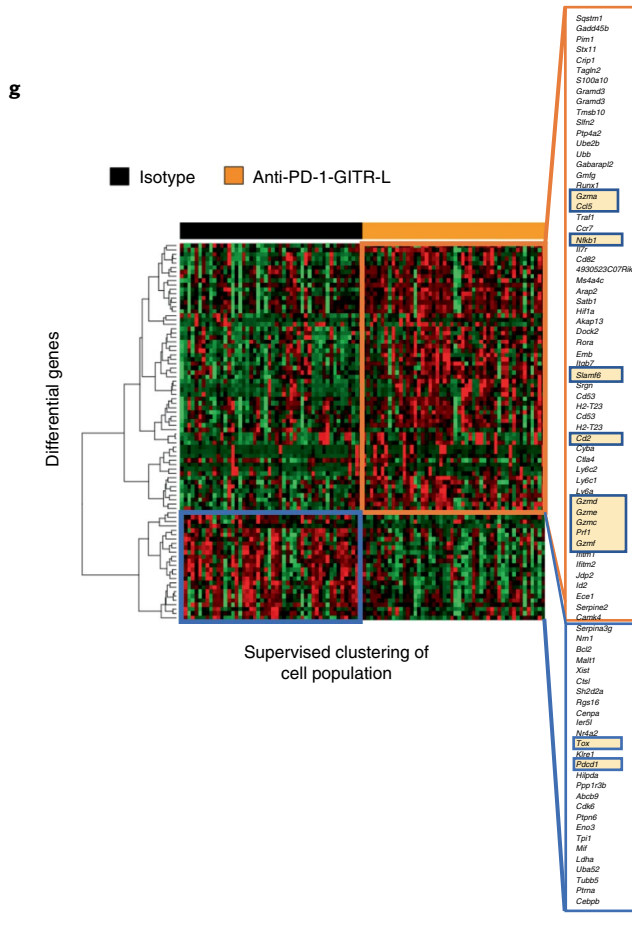 g
Isotype
Anti-PD-1-GITR-L
Differential genes
Supervised clustering of
cell population
Sqstm1
Gadd45b
Pim1
Stx11
Crip1
Tagln2
S100a10
Gramd3
Gramd3
Tmsb10
Slfn2
Ptp4a2
Ube2b
Ubb
Gabarapl2
Gmfg
Runx1
Gzma
Ccl5
Traf1
Ccr7
Nfkb1
Il7r
Cd82
4930523C07Rik
Ms4a4c
Arap2
Satb1
Hif1a
Akap13
Dock2
Rora
Emb
Itgb7
Slamf6
Srgn
Cd53
H2-T23
Cd53
H2-T23
Cd2
Cyba
Ctla4
Ly6c2
Ly6c1
Ly6a
Gzmd
Gzme
Gzmc
Prf1
Gzmf
Ifitm1
Ifitm2
Jdp2
Id2
Ece1
Serpine2
Camk4
Serpina3g
Nrn1
Bcl2
Malt1
Xist
Ctsl
Sh2d2a
Rgs16
Cenpa
Ier5l
Nr4a2
Tox
Klre1
Pdcd1
Hilpda
Ppp1r3b
Abcb9
Cdk6
Ptpn6
Eno3
Tpi1
Mif
Ldha
Uba52
Tubb5
Ptma
Cebpb